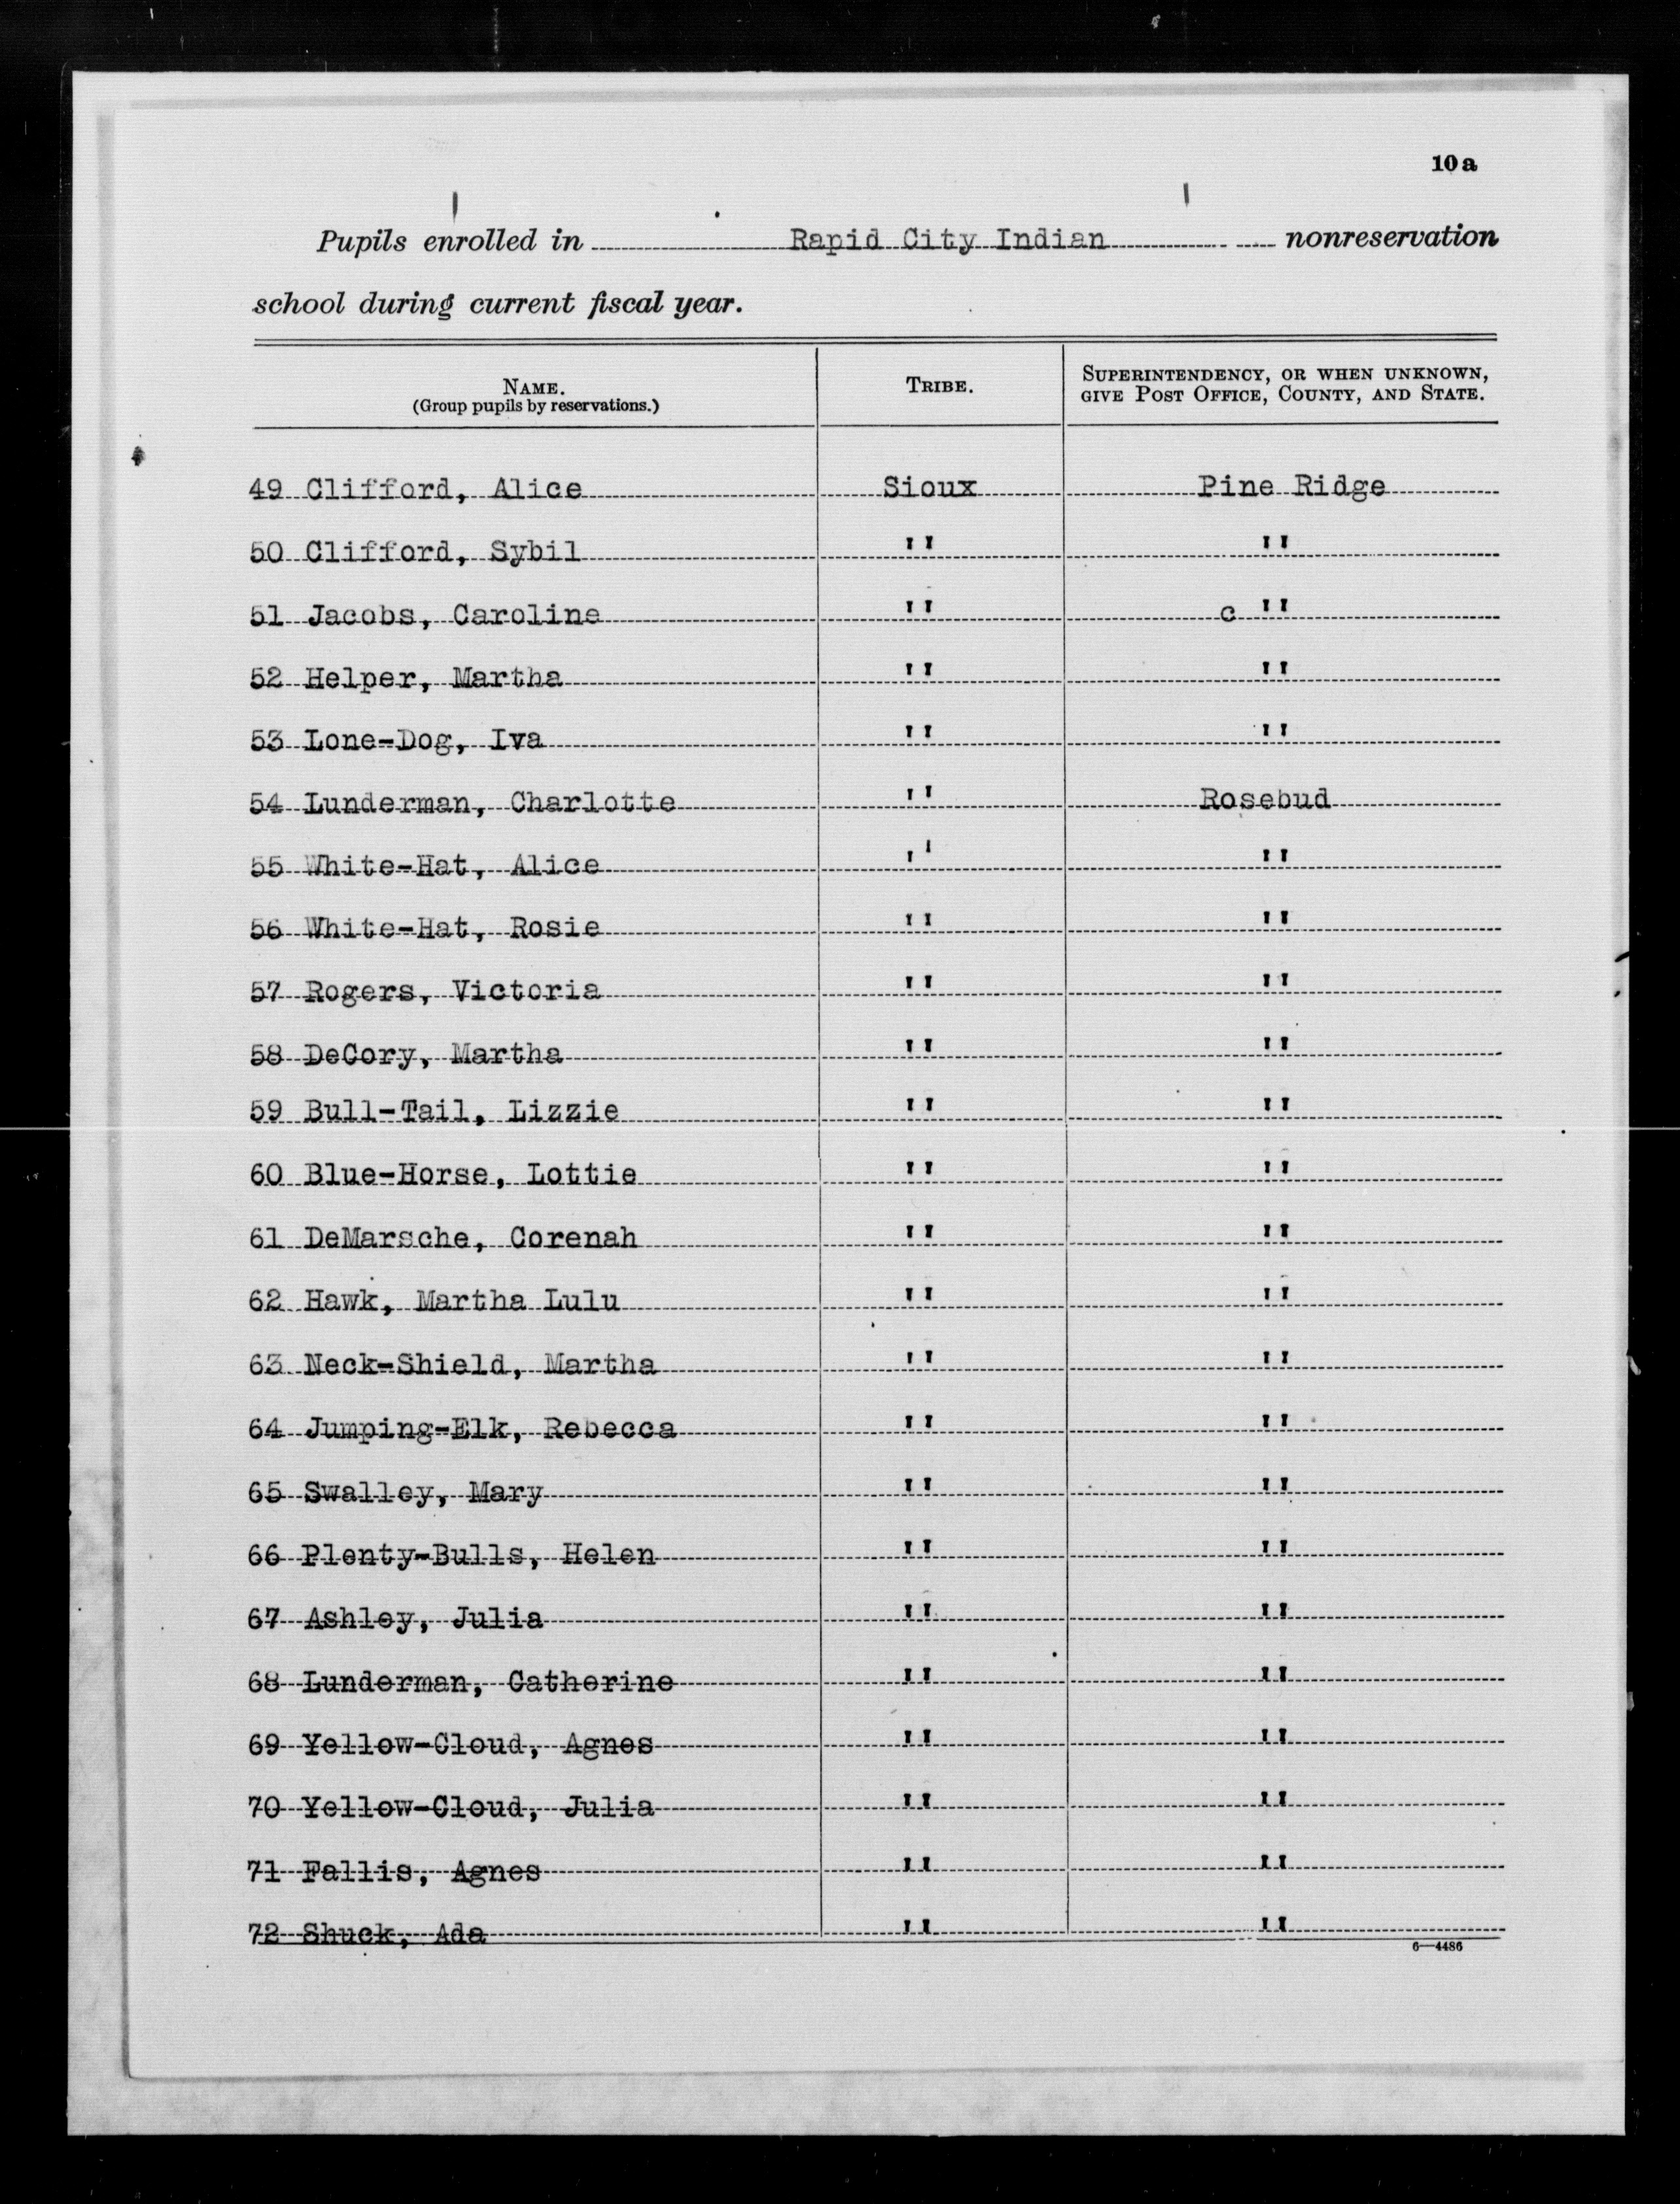 10a
Pupils enrolled in Rapid City Indian nonreservation
school during current fiscal year.
NAME. TRIBE. SUPERINTENDENCY, OR WHEN UNKNOWN,
(Group pupils by reservations.) GIVE POST OFFICE, COUNTY, AND STATE.
49 Clifford, Alice Sioux Pine Ridge
50 Clifford, Sybil " "
51 Jacobs, Caroline " c "
52 Helper, Martha " "
53 Lone-Dog, Iva " "
54 Lunderman, Charlotte " Rosebud
55 White-Hat, Alice " "
56 White-Hat, Rosie " "
57 Rogers, Victoria " "
58 DeCory, Martha " "
59 Bull-Tail, Lizzie " "
60 Blue-Horse, Lottie " "
61 DeMarsche, Corenah " "
62 Hawk, Martha Lulu " "
63 Neck-Shield, Martha " "
64 Jumping-Elk, Rebecca " "
65 Swalley, Mary " "
66 Plenty-Bulls, Helen " "
67 Ashley, Julia " "
68 Lunderman, Catherine " "
69 Yellow-Cloud, Agnes " "
70 Yellow-Cloud, Julia " "
71 Fallis, Agnes " "
72 Shuck, Ada " "
6—4486